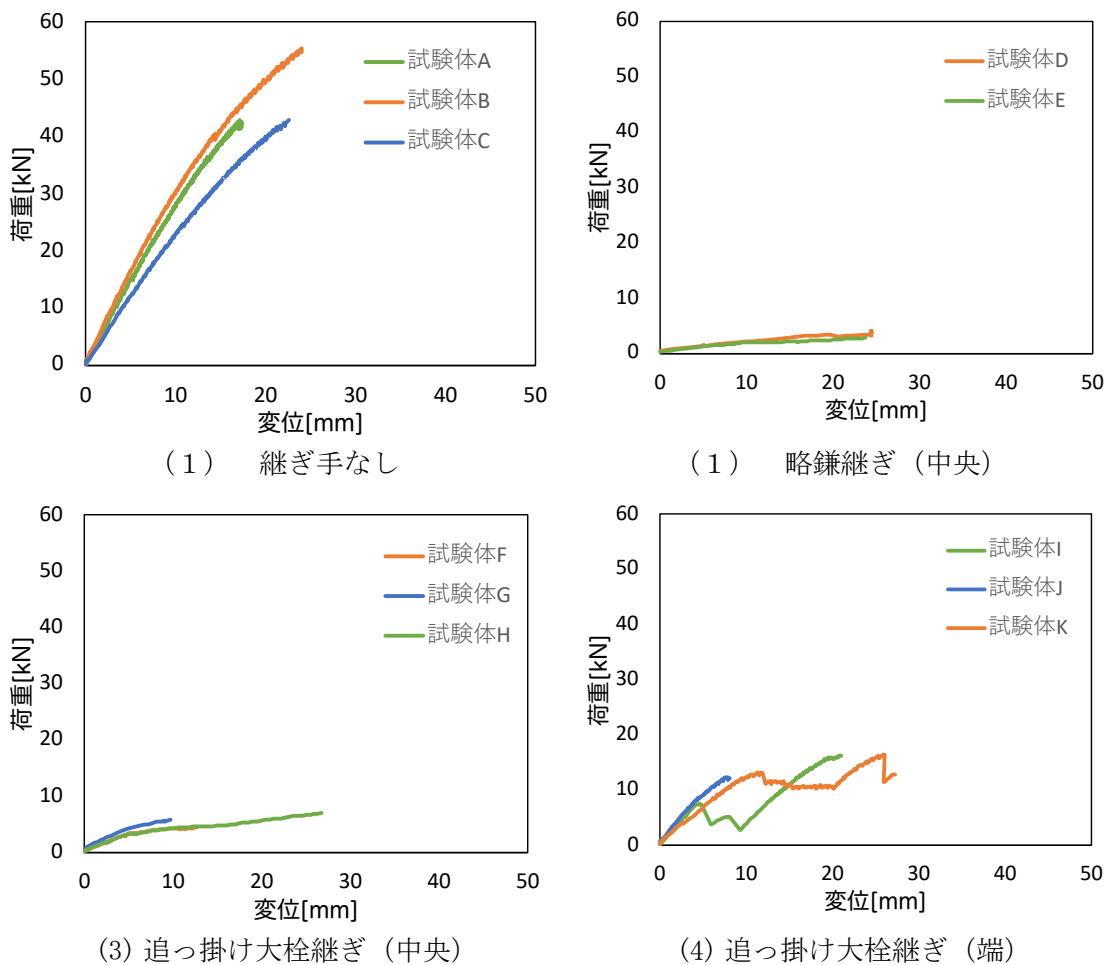 荷重[kN]
60
50
40
30
20
10
0
試験体A
試験体B
試験体C
0 10 20 30 40 50
変位[mm]
（１） 継ぎ手なし
荷重[kN]
60
50
40
30
20
10
0
試験体D
試験体E
0 10 20 30 40 50
変位[mm]
（１） 略鎌継ぎ（中央）
荷重[kN]
60
50
40
30
20
10
0
試験体F
試験体G
試験体H
0 10 20 30 40 50
変位[mm]
(3) 追っ掛け大栓継ぎ（中央）
荷重[kN]
60
50
40
30
20
10
0
試験体I
試験体J
試験体K
0 10 20 30 40 50
変位[mm]
(4) 追っ掛け大栓継ぎ（端）